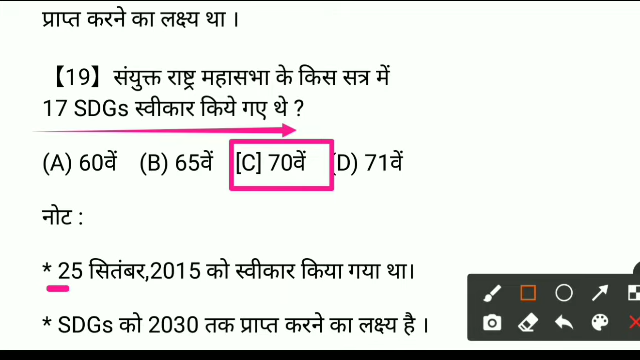 प्राप्त करने का लक्ष्य था ।
【19】 संयुक्त राष्ट्र महासभा के किस सत्र में
17 SDGs स्वीकार किये गए थे ?
(A) 60वें (B) 65वें [C] 70वें (D) 71वें
नोट :
* 25 सितंबर,2015 को स्वीकार किया गया था।
* SDGs को 2030 तक प्राप्त करने का लक्ष्य है ।